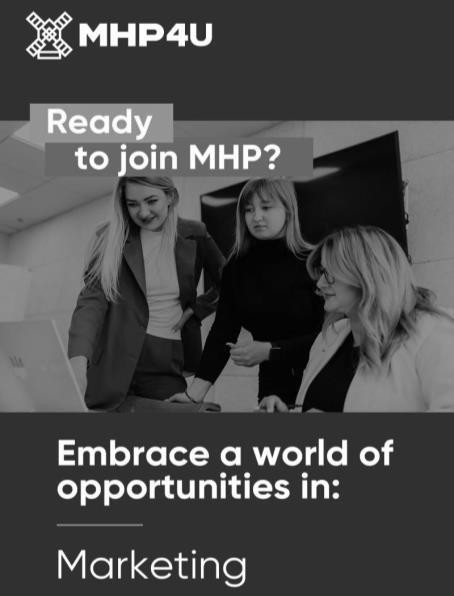 MHP4U
Ready
to join MHP?
Embrace a world of
opportunities in:
Marketing